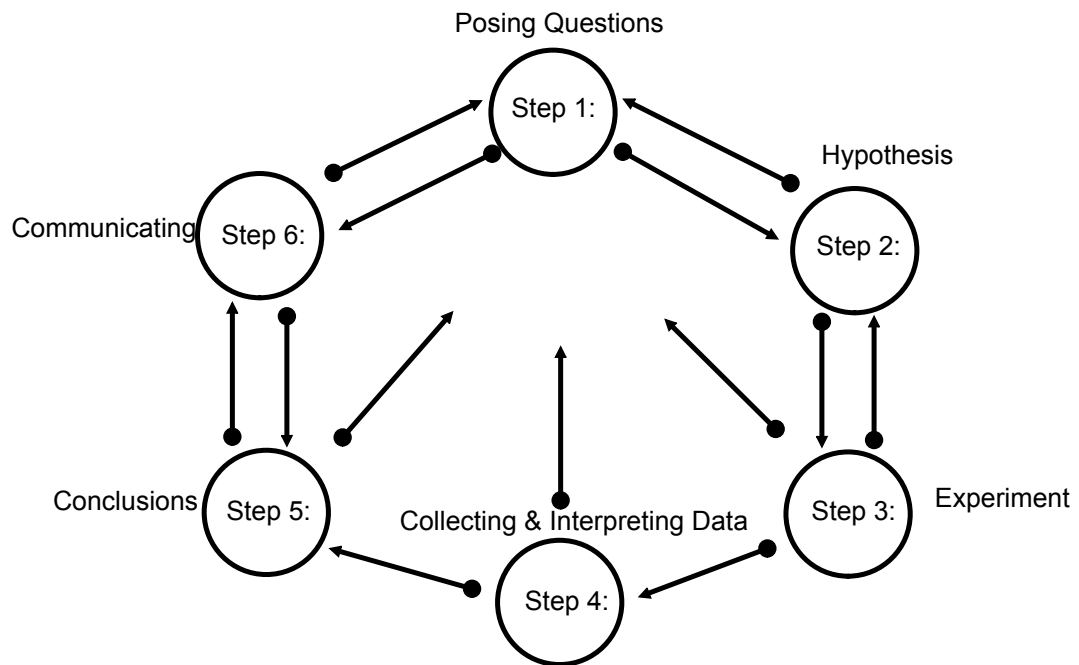 Posing Questions
Step 1:
Hypothesis
Step 2:
Communicating
Step 6:
Conclusions
Step 5:
Collecting & Interpreting Data
Step 4:
Step 3:
Experiment